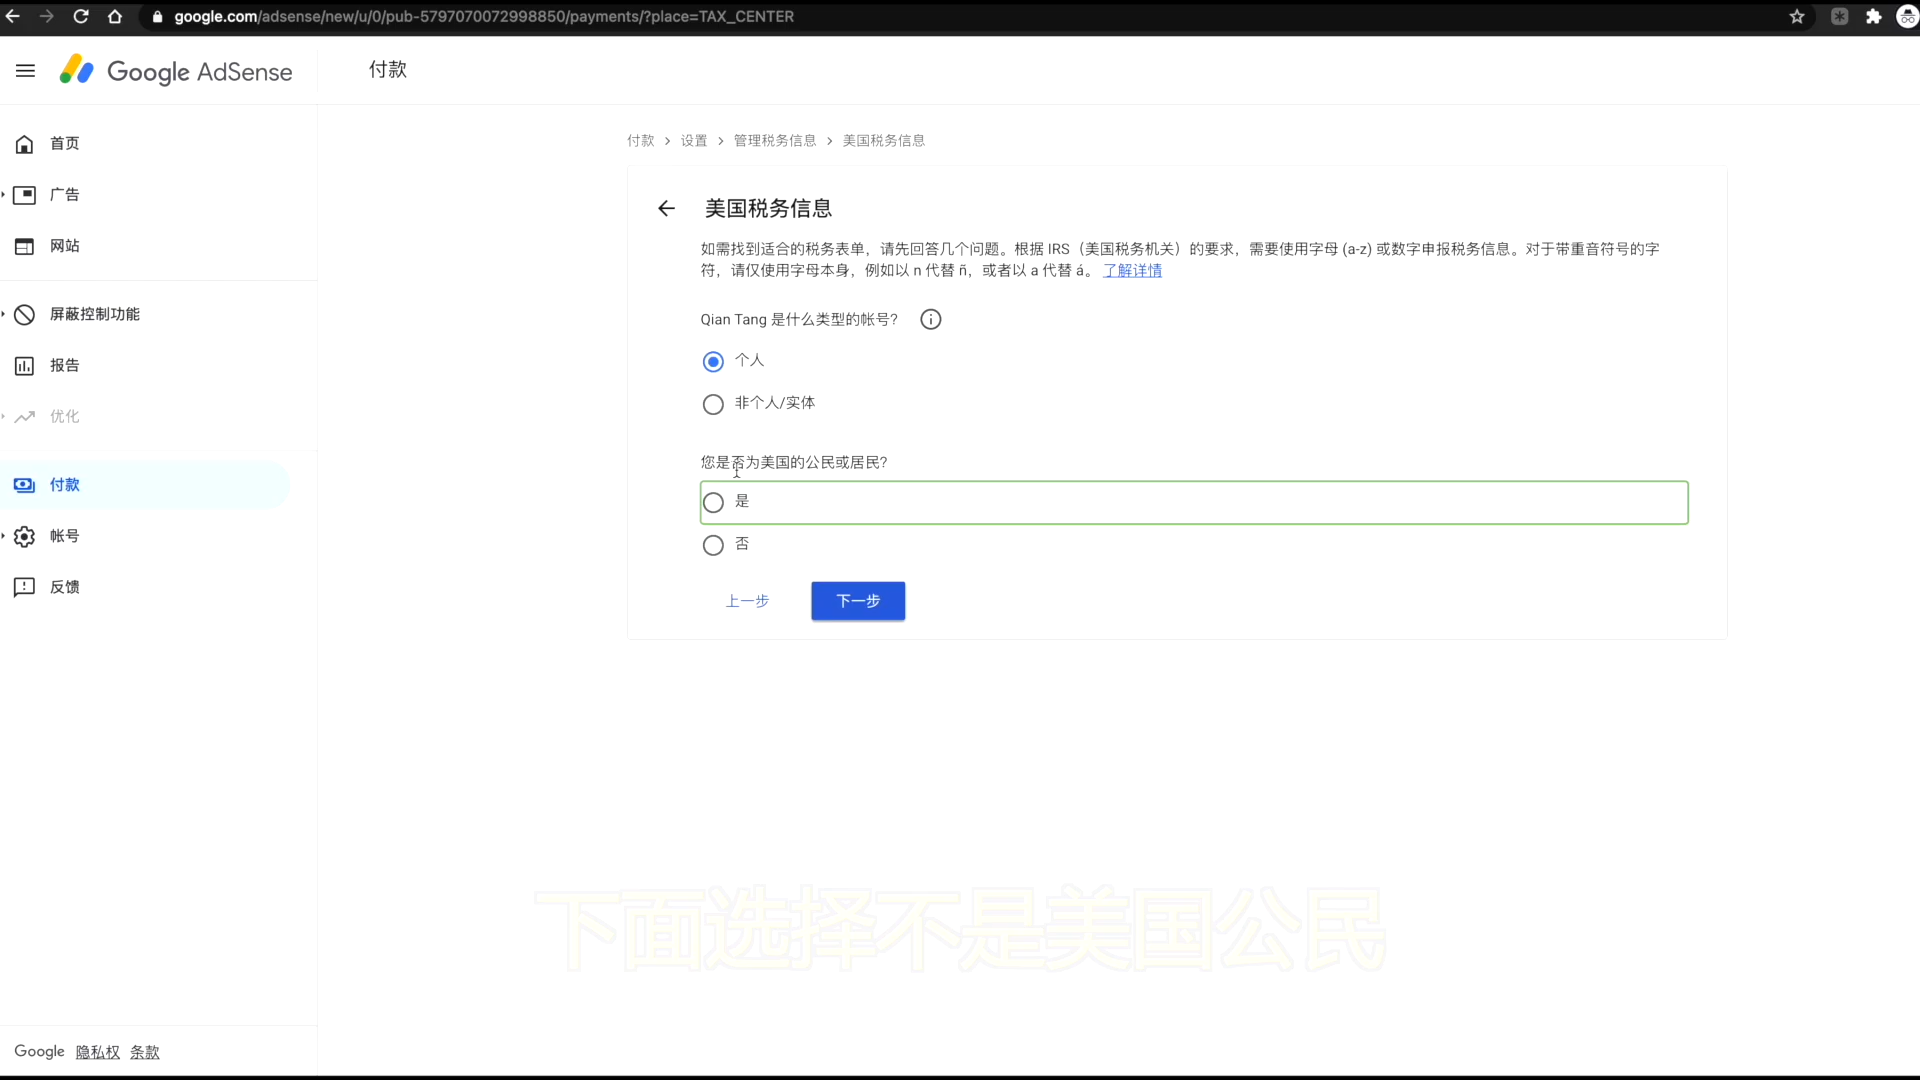 google.com/adsense/new/u/0/pub-5797070072998850/payments/?place=TAX_CENTER
Google AdSense
付款
首页
广告
网站
屏蔽控制功能
报告
优化
付款
帐号
反馈
付款 > 设置 > 管理税务信息 > 美国税务信息
美国税务信息
如需找到适合的税务表单，请先回答几个问题。根据 IRS（美国税务机关）的要求，需要使用字母 (a-z) 或数字申报税务信息。对于带重音符号的字
符，请仅使用字母本身，例如以 n 代替 ñ，或者以 a 代替 á。 了解详情
Qian Tang 是什么类型的帐号?
个人
非个人/实体
您是否为美国的公民或居民?
是
否
上一步
下一步
下面选择不是美国公民
Google 隐私权 条款